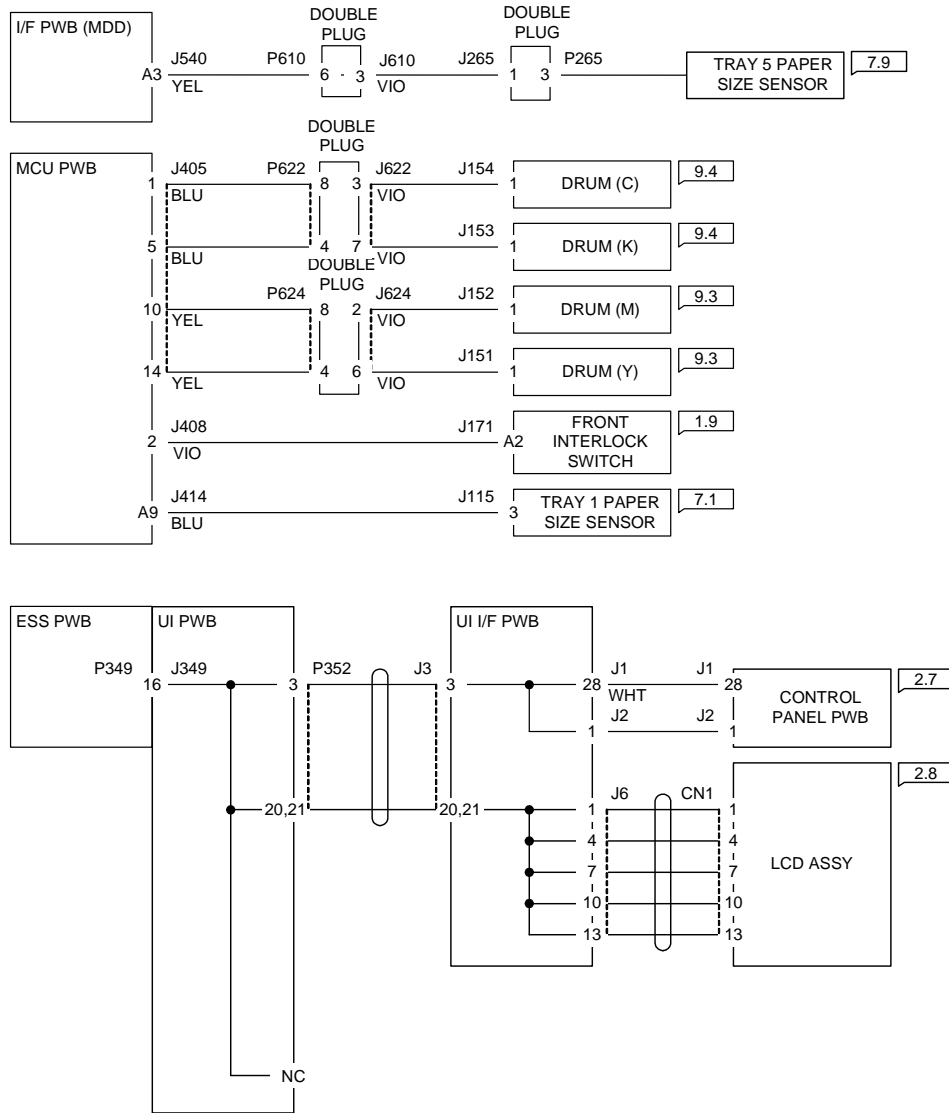 DOUBLE PLUG
DOUBLE PLUG
I/F PWB (MDD)
A3 J540 YEL P610 6 - 3 J610 VIO J265 1 3 P265 TRAY 5 PAPER SIZE SENSOR 7.9
DOUBLE PLUG
MCU PWB
1 J405 BLU P622 8 3 J622 VIO J154 1 DRUM (C) 9.4
5 BLU 4 7 VIO J153 1 DRUM (K) 9.4
DOUBLE PLUG
10 YEL P624 8 2 J624 VIO J152 1 DRUM (M) 9.3
14 YEL 4 6 VIO J151 1 DRUM (Y) 9.3
2 J408 VIO J171 A2 FRONT INTERLOCK SWITCH 1.9
A9 J414 BLU J115 3 TRAY 1 PAPER SIZE SENSOR 7.1
ESS PWB UI PWB UI I/F PWB
P349 16 J349 3 P352 J3 3 28 J1 WHT J1 28 CONTROL PANEL PWB 2.7
1 J2 J2 1
2.8
20,21 20,21 1 J6 CN1 1
4 4
7 7 LCD ASSY
10 10
13 13
NC